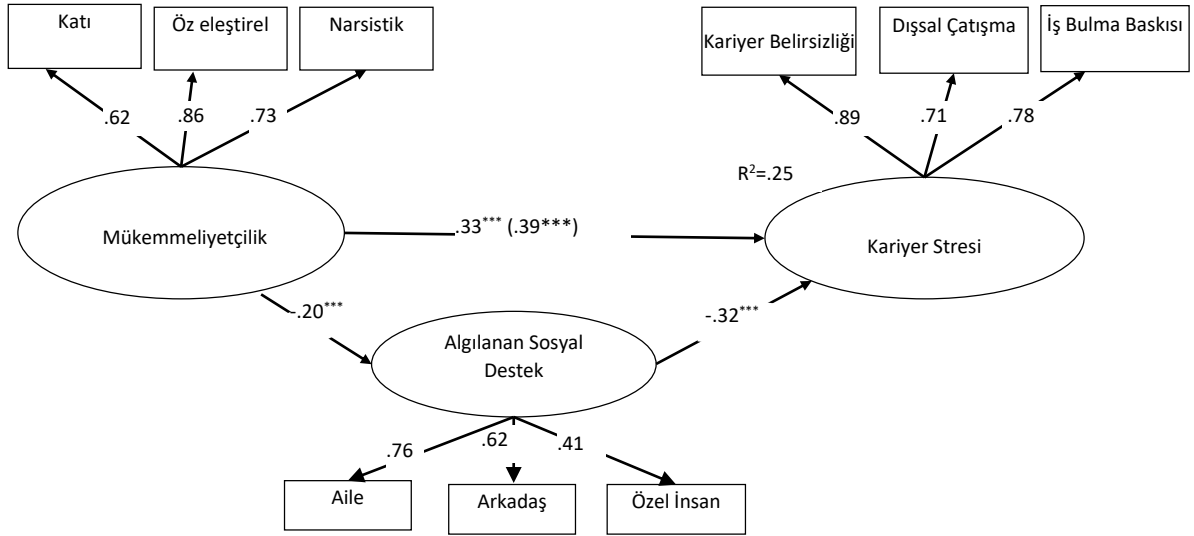 Katı
Öz eleştirel
Narsistik
Kariyer Belirsizliği
Dışsal Çatışma
İş Bulma Baskısı
.62
.86
.73
.89
.71
.78
R²=.25
Mükemmeliyetçilik
.33*** (.39***)
Kariyer Stresi
-.20***
-.32***
Algılanan Sosyal
Destek
.76
.62
.41
Aile
Arkadaş
Özel İnsan